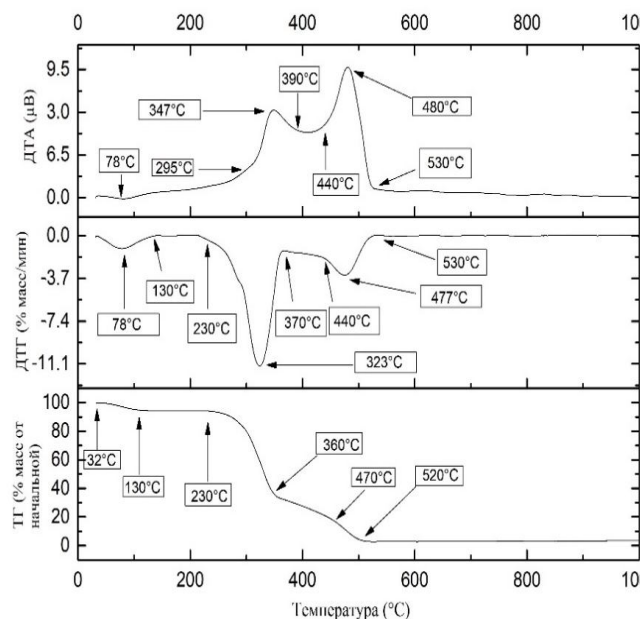 0 200 400 600 800 10
ДТА (μВ)
9.5
3.0
6.5
0.0
390°C
347°C
480°C
78°C
295°C
440°C
530°C
ДТГ (% масс/мин)
0.0
-3.7
-7.4
-11.1
130°C
78°C
230°C
370°C
440°C
530°C
477°C
323°C
ТГ (% масс от
начальной)
100
80
60
40
20
0
32°C
130°C
230°C
360°C
470°C
520°C
0 200 400 600 800 10
Температура (°C)